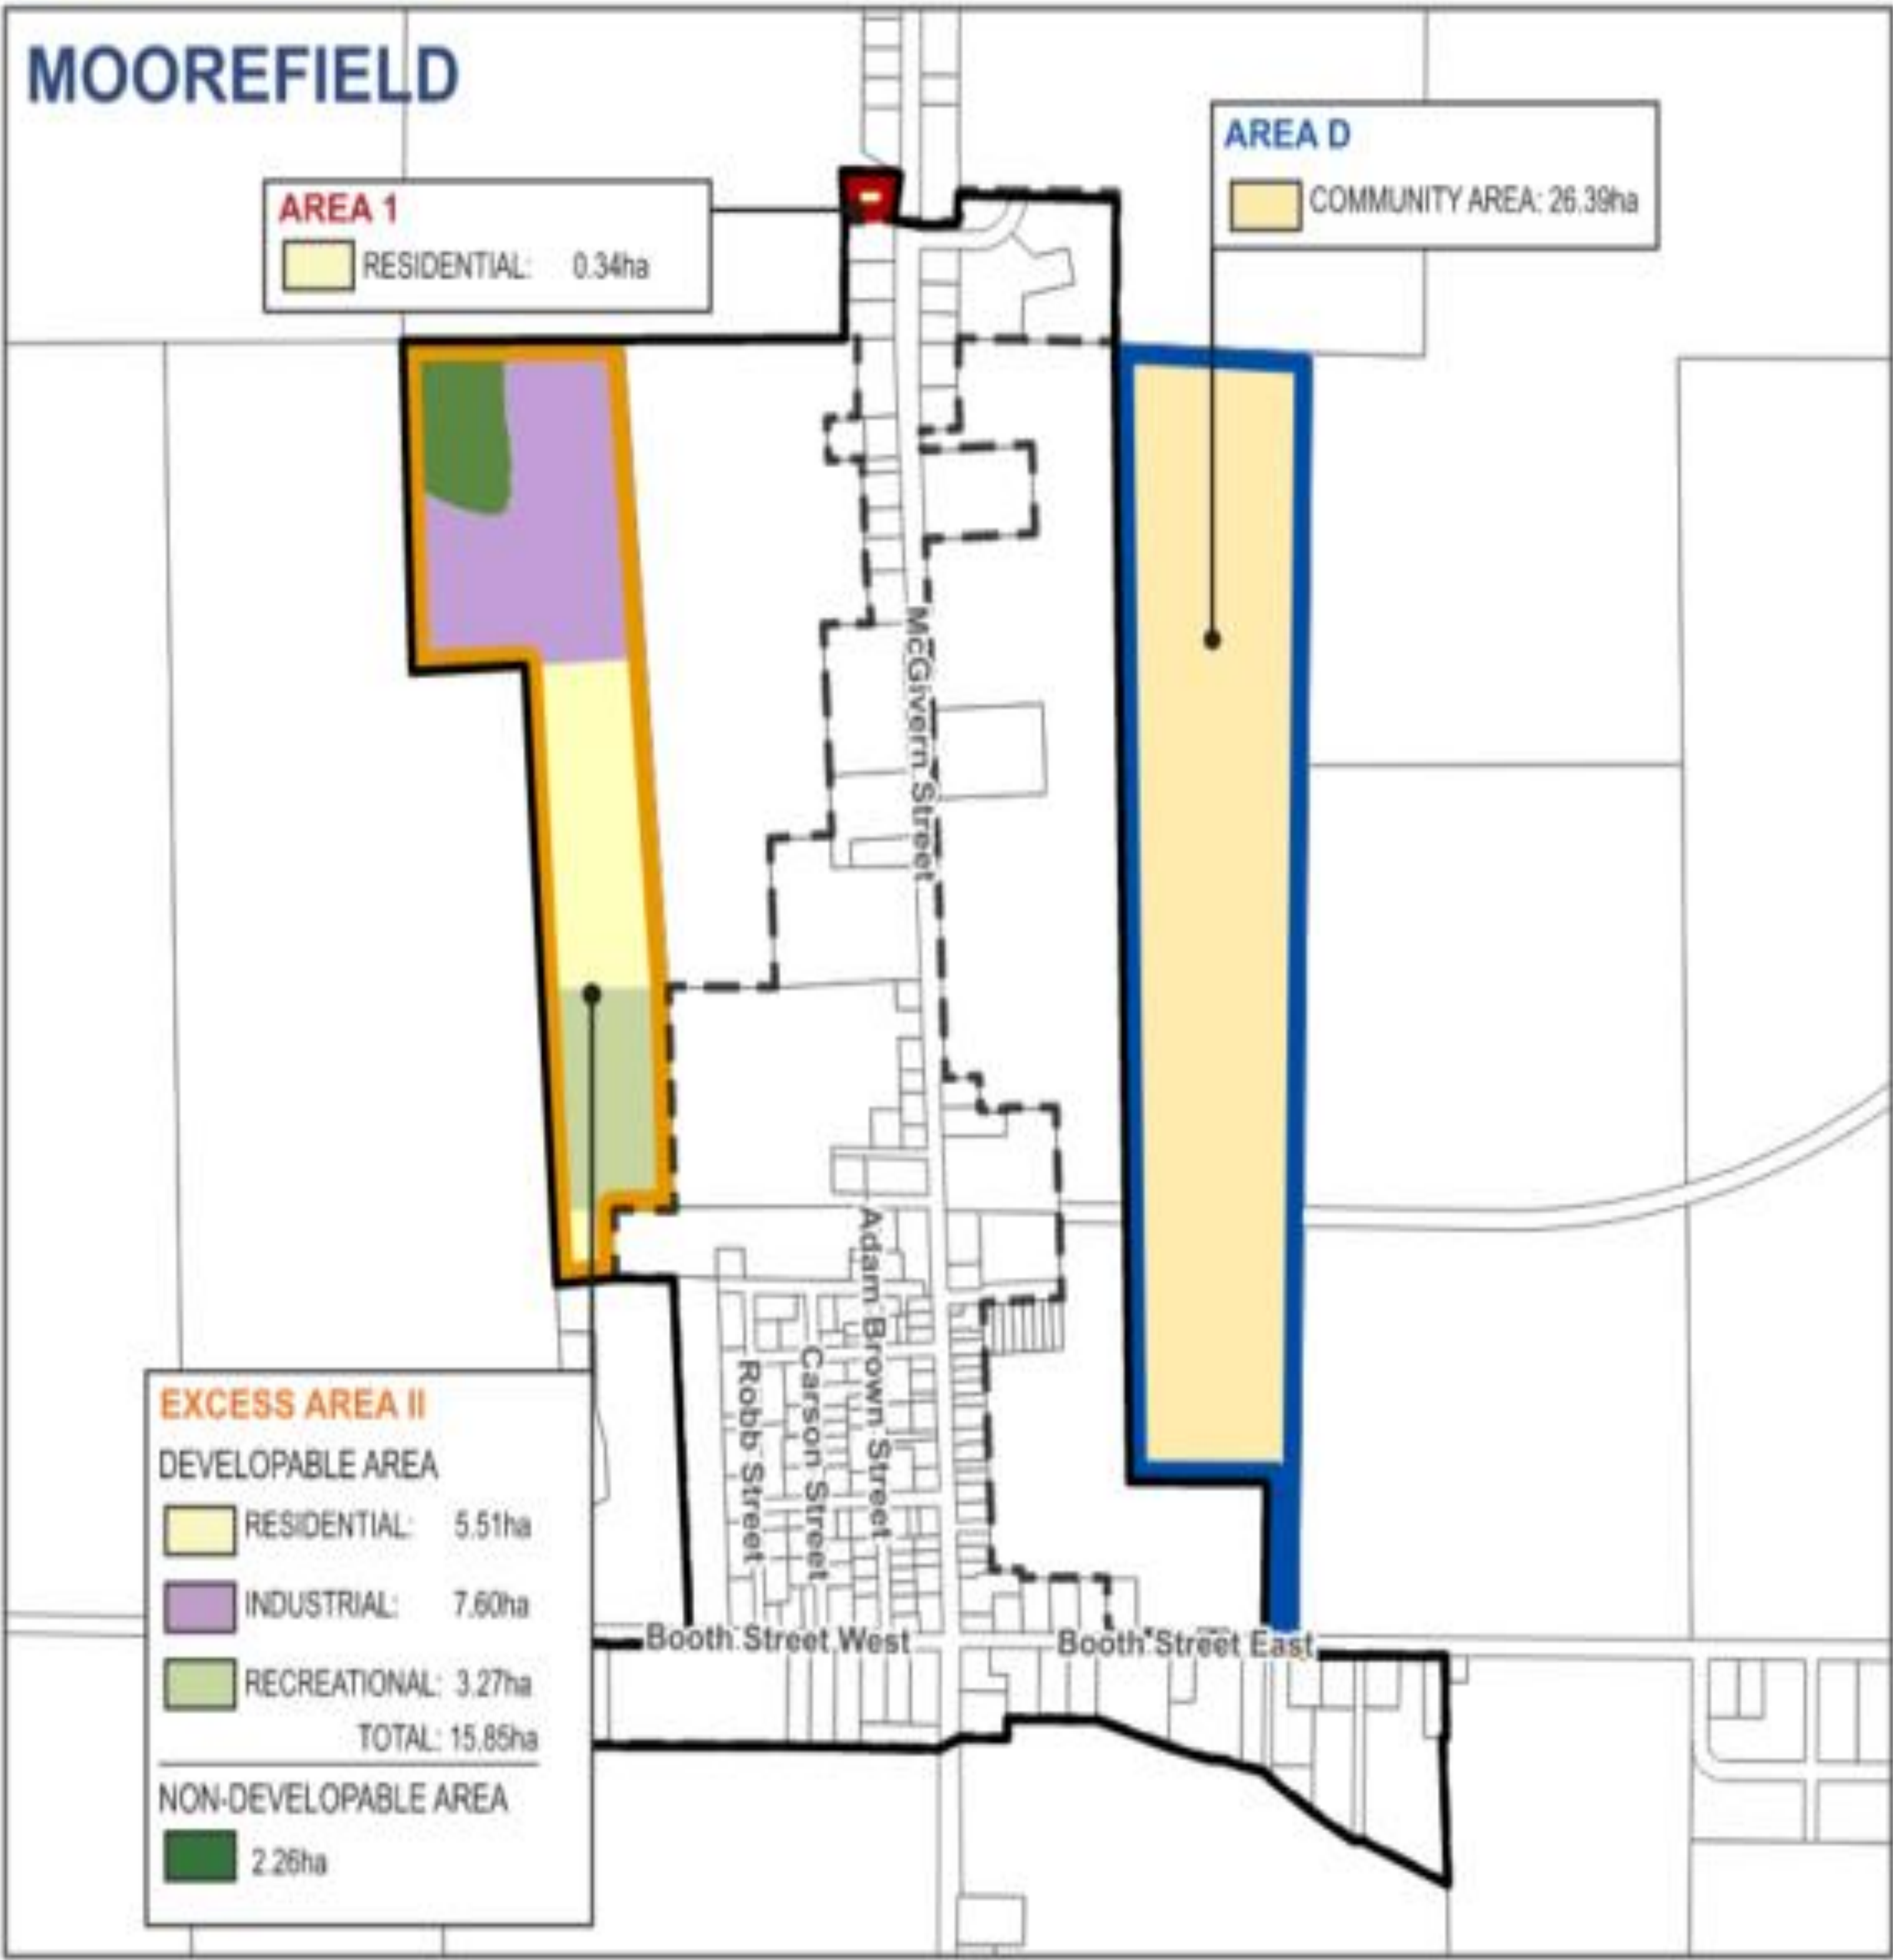 MOOREFIELD
AREA 1
RESIDENTIAL: 0.34ha
AREA D
COMMUNITY AREA: 26.39ha
McGivern Street
Adam Brown Street
Carson Street
Robb Street
Booth Street West
Booth Street East
EXCESS AREA II
DEVELOPABLE AREA
RESIDENTIAL: 5.51ha
INDUSTRIAL: 7.60ha
RECREATIONAL: 3.27ha
TOTAL: 15.85ha
NON-DEVELOPABLE AREA
2.26ha